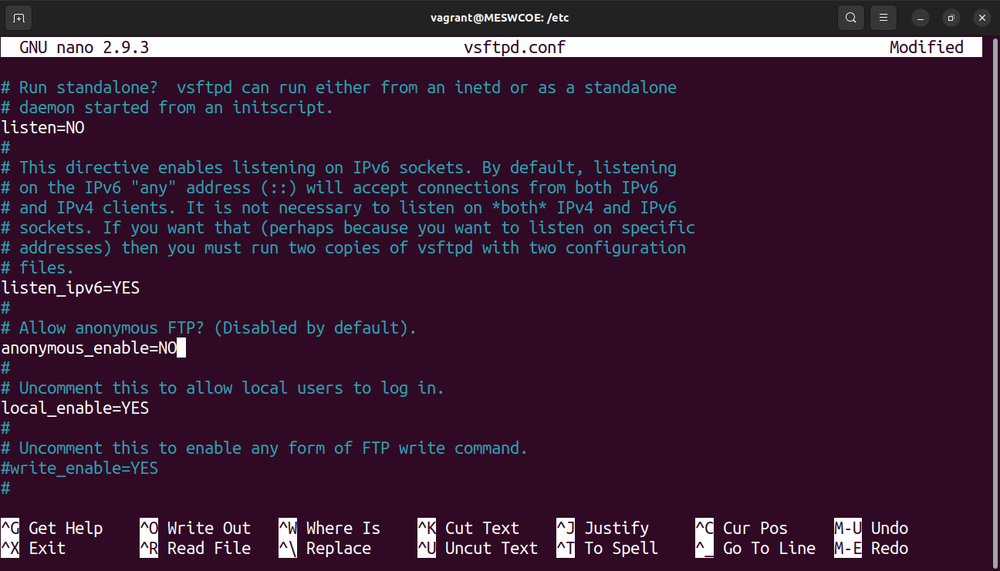 vagrant@MESWCOE: /etc
GNU nano 2.9.3 vsftpd.conf Modified
# Run standalone?  vsftpd can run either from an inetd or as a standalone
# daemon started from an initscript.
listen=NO
#
# This directive enables listening on IPv6 sockets. By default, listening
# on the IPv6 "any" address (::) will accept connections from both IPv6
# and IPv4 clients. It is not necessary to listen on *both* IPv4 and IPv6
# sockets. If you want that (perhaps because you want to listen on specific
# addresses) then you must run two copies of vsftpd with two configuration
# files.
listen_ipv6=YES
#
# Allow anonymous FTP? (Disabled by default).
anonymous_enable=NO
#
# Uncomment this to allow local users to log in.
local_enable=YES
#
# Uncomment this to enable any form of FTP write command.
#write_enable=YES
#
^G Get Help ^O Write Out ^W Where Is ^K Cut Text ^J Justify ^C Cur Pos M-U Undo
^X Exit ^R Read File ^\ Replace ^U Uncut Text ^T To Spell ^_ Go To Line M-E Redo